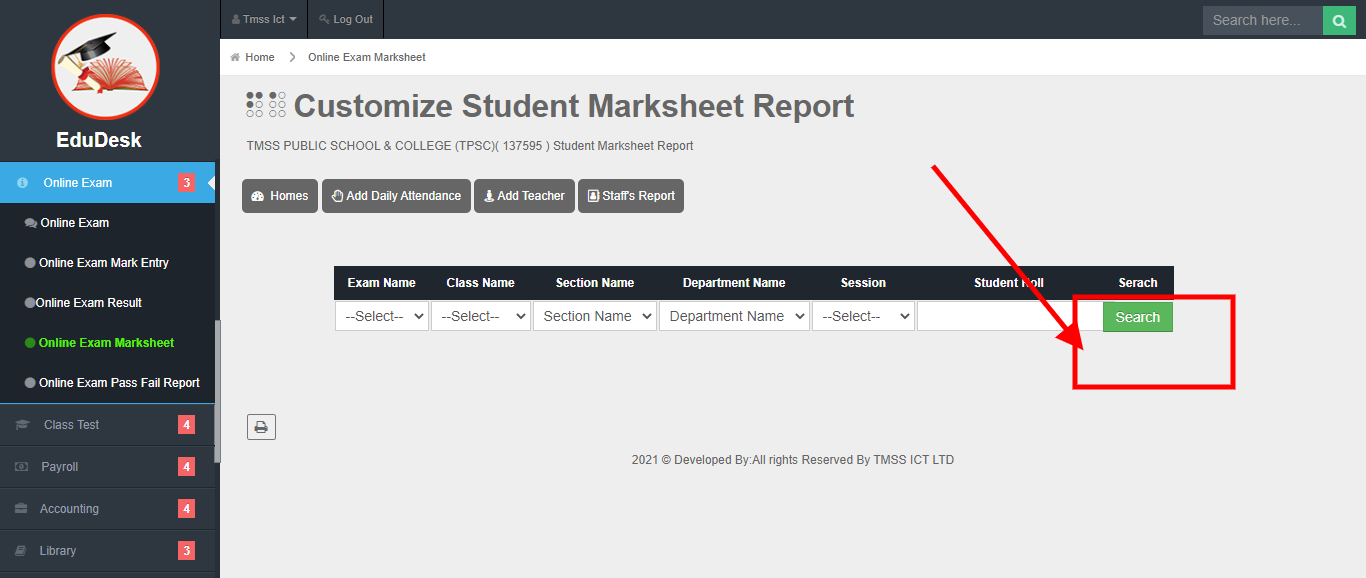 EduDesk
Online Exam 3
Online Exam
Online Exam Mark Entry
Online Exam Result
Online Exam Marksheet
Online Exam Pass Fail Report
Class Test 4
Payroll 4
Accounting 4
Library 3
Tmss Ict Log Out Search here...
Home > Online Exam Marksheet
Customize Student Marksheet Report
TMSS PUBLIC SCHOOL & COLLEGE (TPSC)( 137595 ) Student Marksheet Report
Homes Add Daily Attendance Add Teacher Staff's Report
Exam Name Class Name Section Name Department Name Session Student Roll Serach
--Select-- --Select-- Section Name Department Name --Select-- Search
2021 © Developed By:All rights Reserved By TMSS ICT LTD